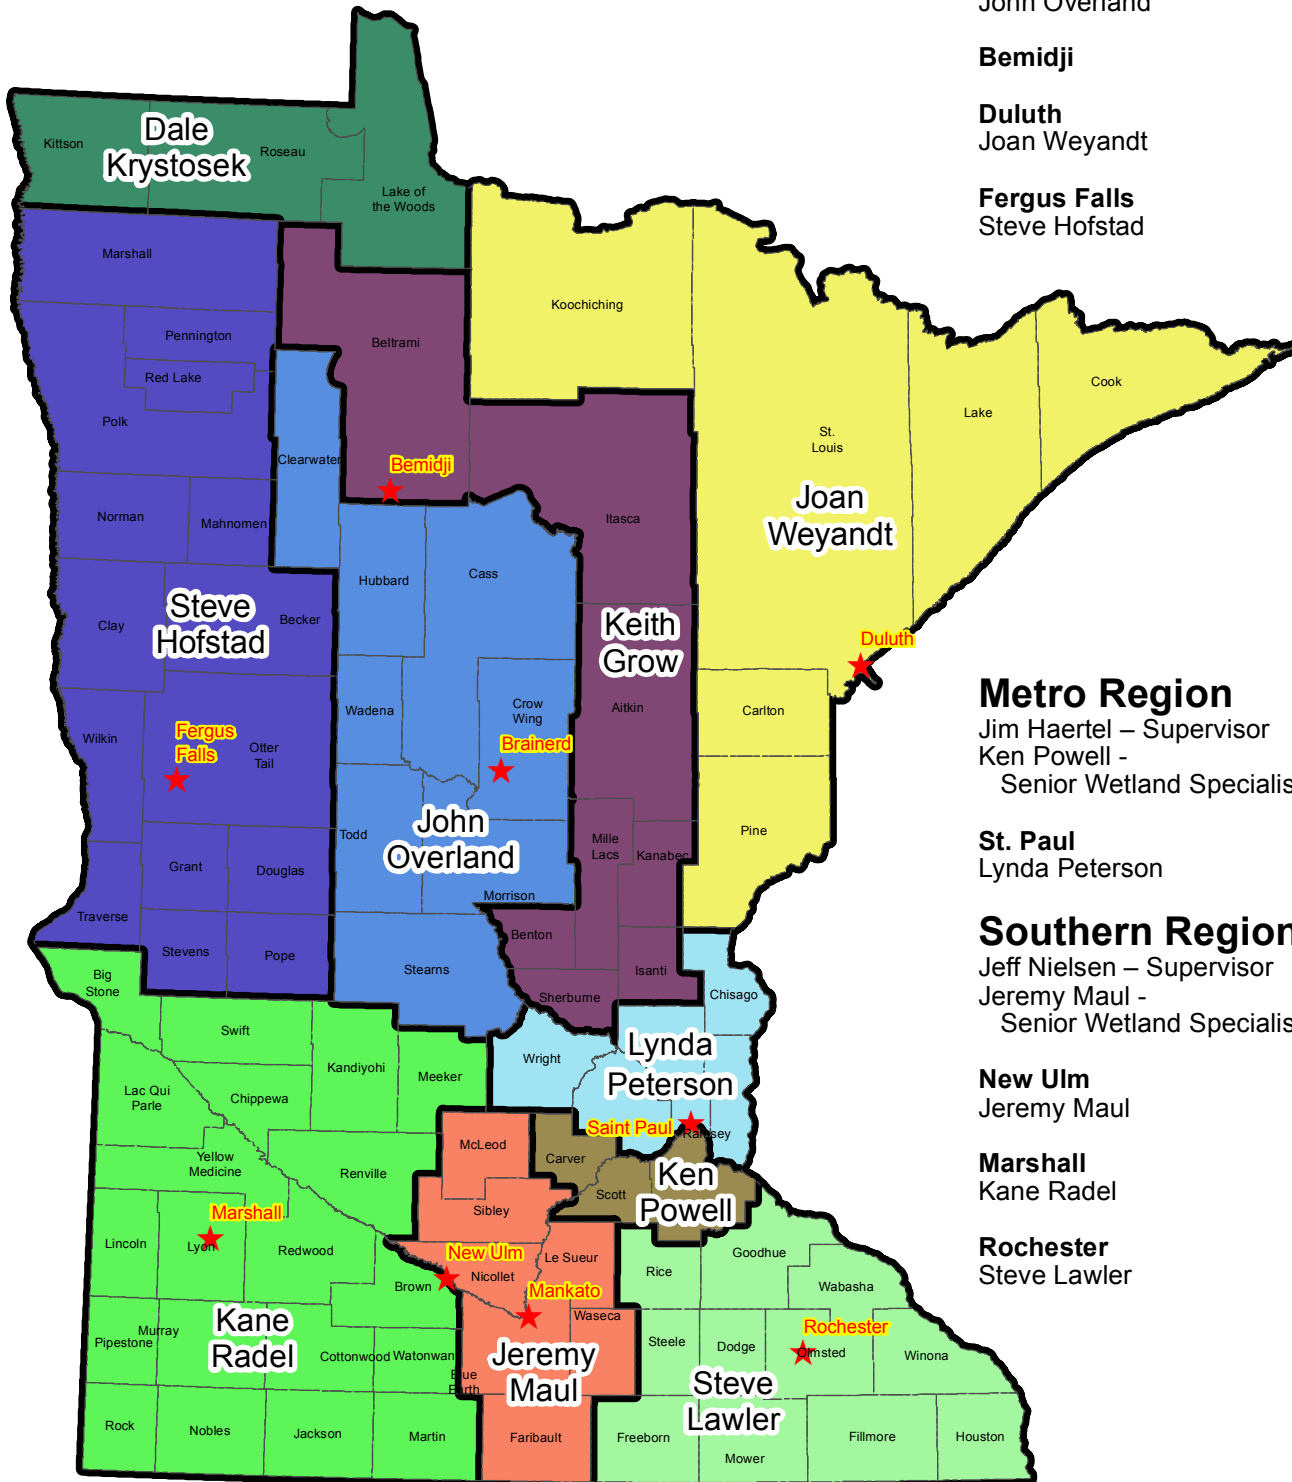 John Overland
Bemidji
Duluth
Joan Weyandt
Fergus Falls
Steve Hofstad
Metro Region
Jim Haertel – Supervisor
Ken Powell -
Senior Wetland Specialis
St. Paul
Lynda Peterson
Southern Region
Jeff Nielsen – Supervisor
Jeremy Maul -
Senior Wetland Specialis
New Ulm
Jeremy Maul
Marshall
Kane Radel
Rochester
Steve Lawler
Dale
Krystosek
Kittson
Roseau
Lake of
the Woods
Marshall
Pennington
Red Lake
Polk
Norman
Mahnomen
Clay
Becker
Steve
Hofstad
Wilkin
Fergus
Falls
Otter
Tail
Grant
Douglas
Traverse
Stevens
Pope
Beltrami
Bemidji
Clearwater
Hubbard
Cass
Wadena
Crow
Wing
Brainerd
Todd
John
Overland
Morrison
Stearns
Koochiching
St.
Louis
Lake
Cook
Joan
Weyandt
Duluth
Carlton
Pine
Itasca
Keith
Grow
Aitkin
Mille
Lacs
Kanabec
Benton
Isanti
Sherburne
Chisago
Wright
Lynda
Peterson
Saint Paul
Ramsey
Carver
Scott
Ken
Powell
Big
Stone
Swift
Kandiyohi
Meeker
Lac Qui
Parle
Chippewa
Yellow
Medicine
Renville
Marshall
Lincoln
Lyon
Redwood
Brown
Pipestone
Murray
Kane
Radel
Cottonwood
Watonwan
Rock
Nobles
Jackson
Martin
McLeod
Sibley
New Ulm
Nicollet
Le Sueur
Mankato
Waseca
Jeremy
Maul
Blue
Earth
Faribault
Rice
Goodhue
Wabasha
Steele
Dodge
Rochester
Olmsted
Winona
Steve
Lawler
Freeborn
Mower
Fillmore
Houston